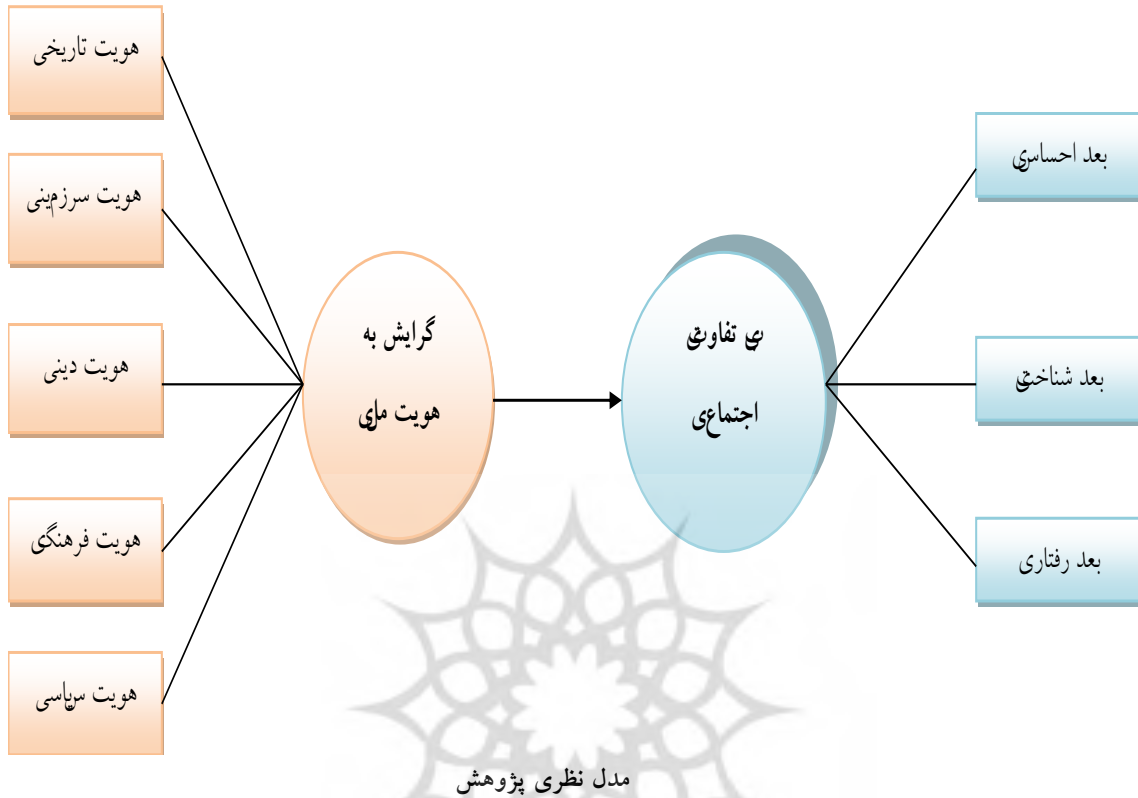 هویت تاریخی
هویت سرزمینی
هویت دینی
هویت فرهنگی
هویت سیاسی
گرایش به
هویت ملی
بی تفاوتی
اجتماعی
بعد احساسی
بعد شناختی
بعد رفتاری
مدل نظری پژوهش